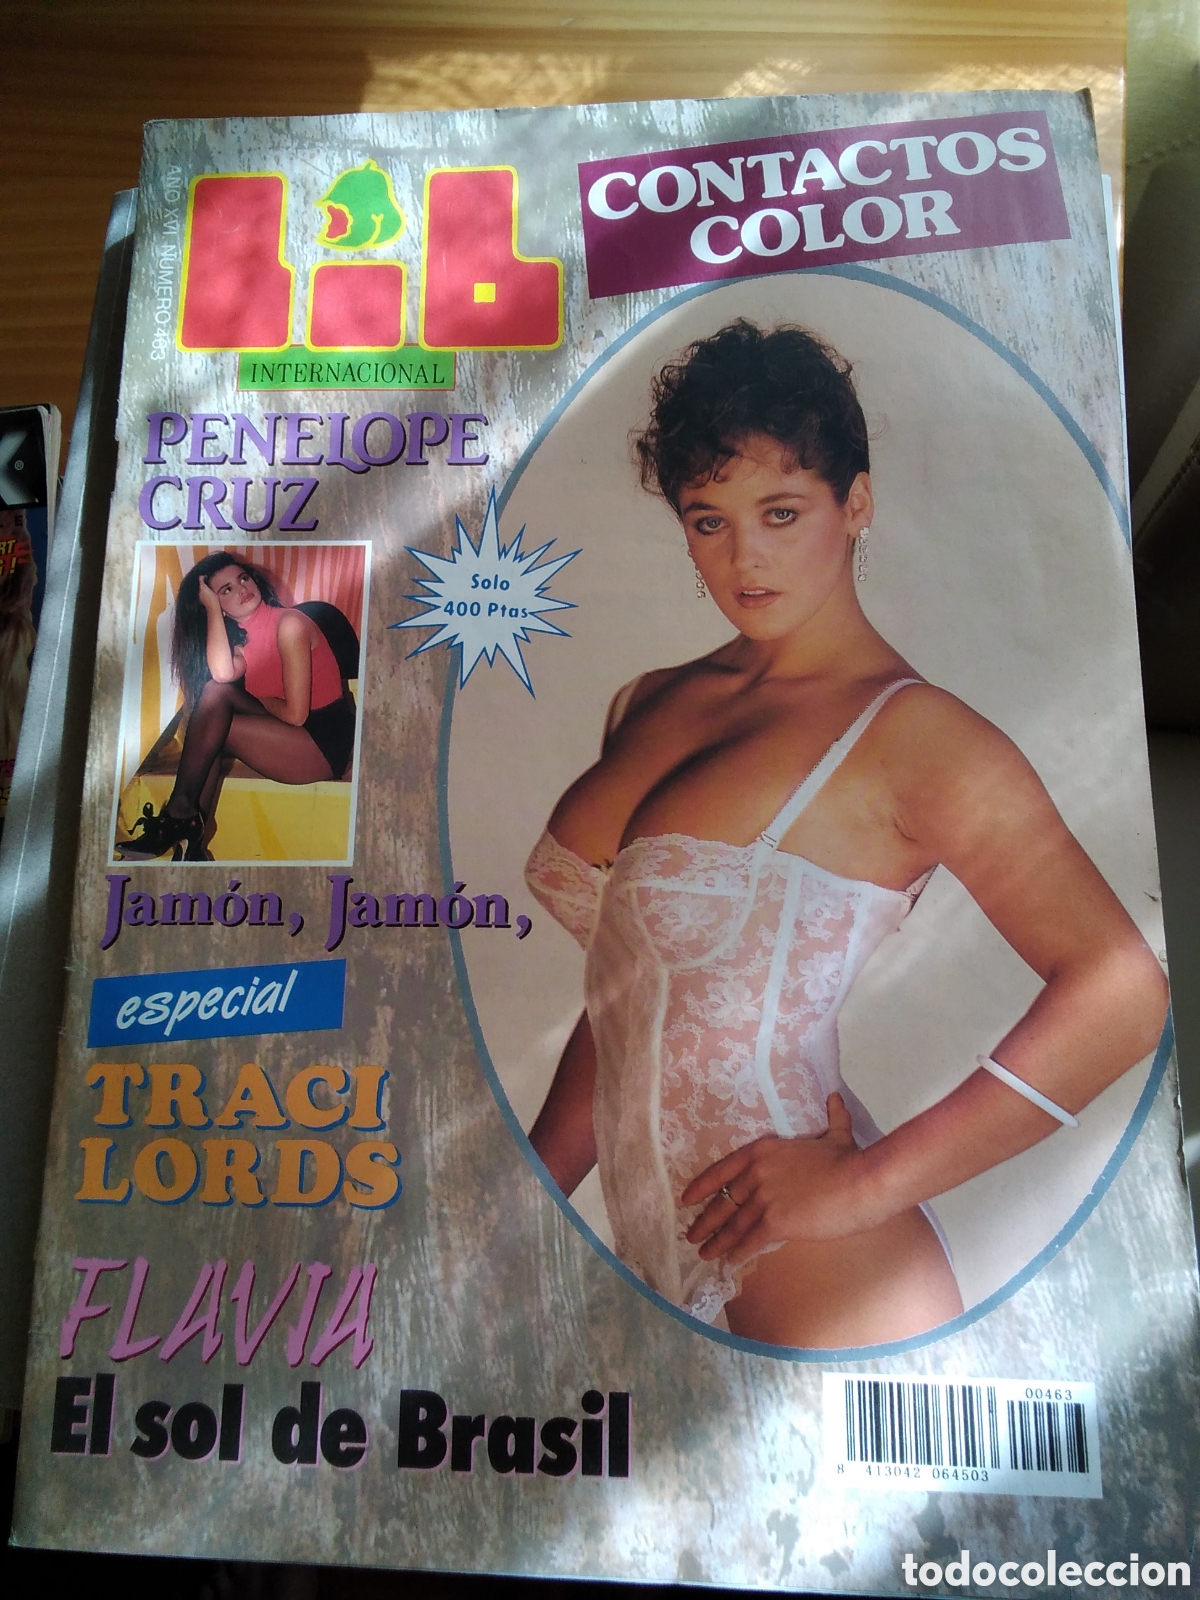 AÑO XVI NUMERO 463
Lib
INTERNACIONAL
CONTACTOS
COLOR
PENELOPE
CRUZ
Solo
400 Ptas
Jamón, Jamón,
especial
TRACI
LORDS
FLAVIA
El sol de Brasil
00463
8 413042 064503
todocoleccion